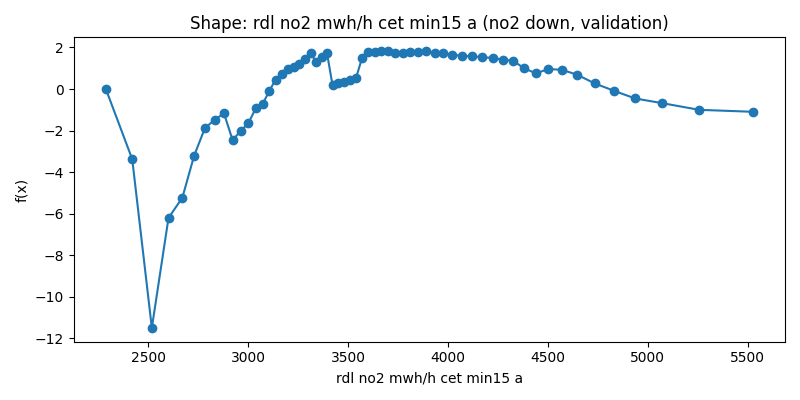 Shape: rdl no2 mwh/h cet min15 a (no2 down, validation)
f(x)
2
0
−2
−4
−6
−8
−10
−12
2500 3000 3500 4000 4500 5000 5500
rdl no2 mwh/h cet min15 a